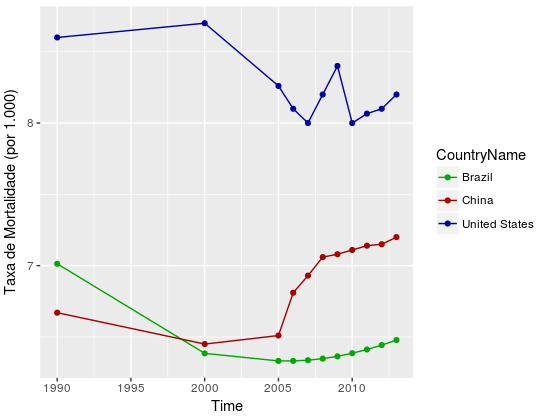 Taxa de Mortalidade (por 1.000)
8
7
1990 1995 2000 2005 2010
Time
CountryName
Brazil
China
United States